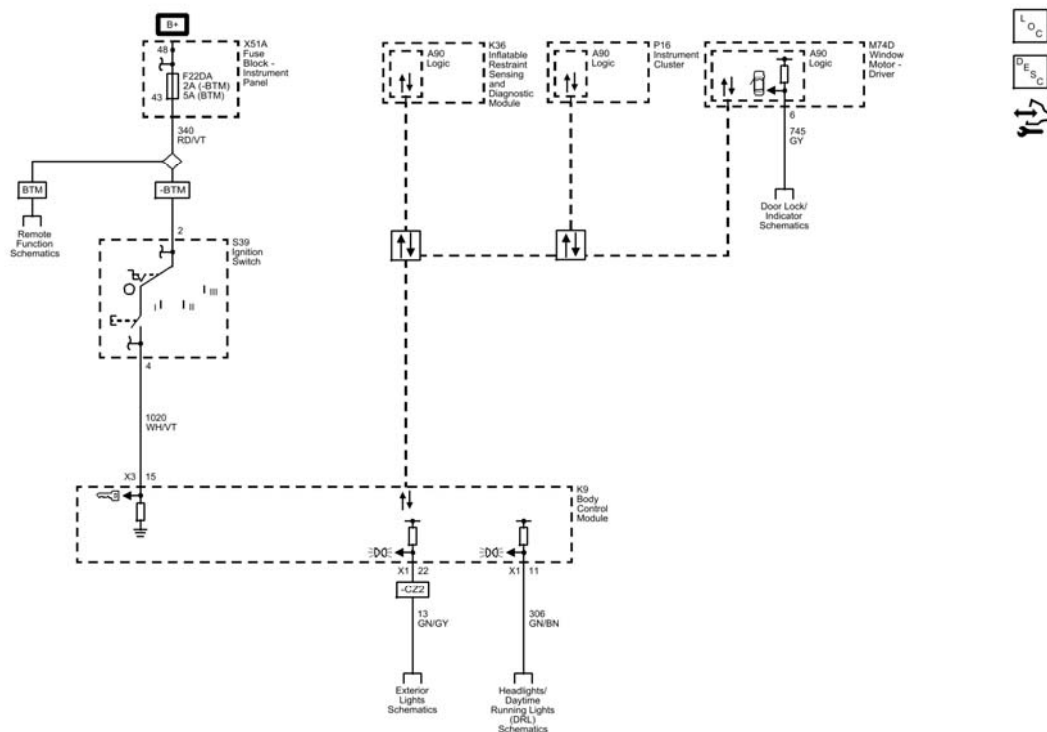 B+
48
X51A
Fuse
Block -
Instrument
Panel
F22DA
2A (-BTM)
5A (BTM)
43
340
RD/VT
BTM
-BTM
Remote
Function
Schematics
2
S39
Ignition
Switch
I
II
III
4
1020
WH/VT
X3
15
K36
Inflatable
Restraint
Sensing
and
Diagnostic
Module
A90
Logic
P16 Instrument
Cluster
A90
Logic
M74D
Window
Motor -
Driver
A90
Logic
6
745
GY
Door Lock/
Indicator
Schematics
K9
Body
Control
Module
X1
22
-CZ2
13
GN/GY
Exterior
Lights
Schematics
X1
11
306
GN/BN
Headlights/
Daytime
Running Lights
(DRL)
Schematics
LOC
DESC